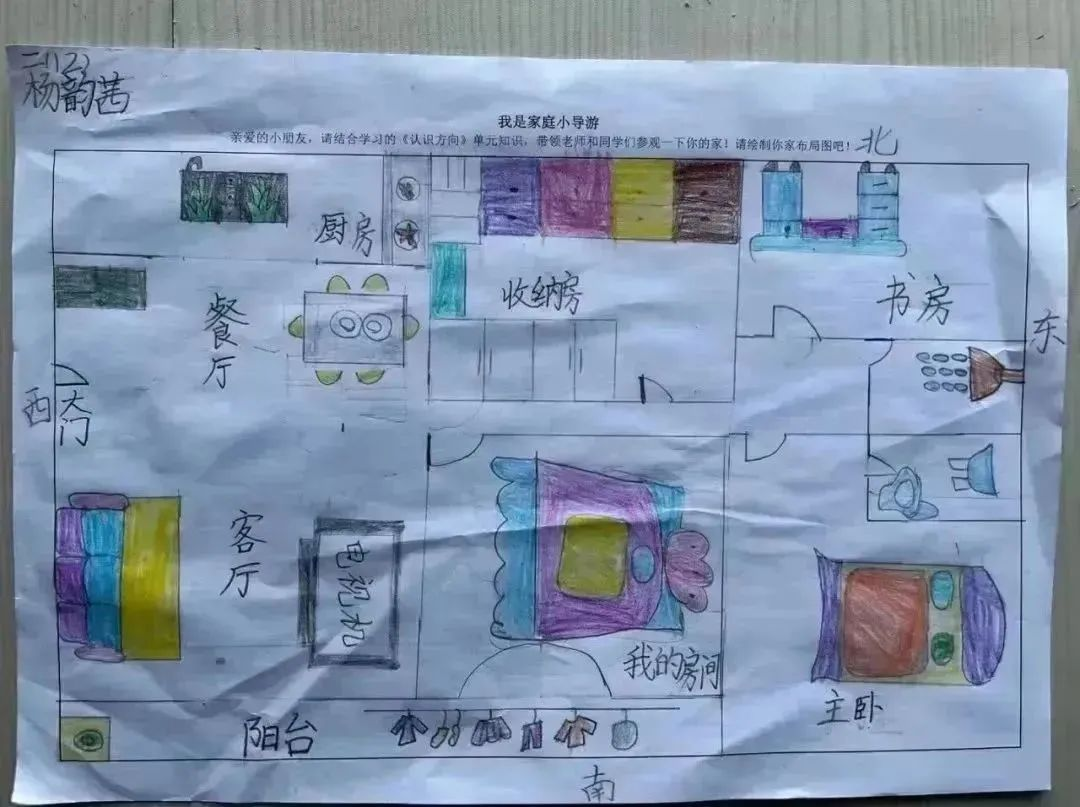 二(12)
杨韵茜
我是家庭小导游
亲爱的小朋友,请结合学习的《认识方向》单元知识,带领老师和同学们参观一下你的家!请绘制你家布局图吧!
北
厨房
收纳房
书房
餐厅
东
西
大门
客厅
电视机
我的房间
主卧
阳台
南